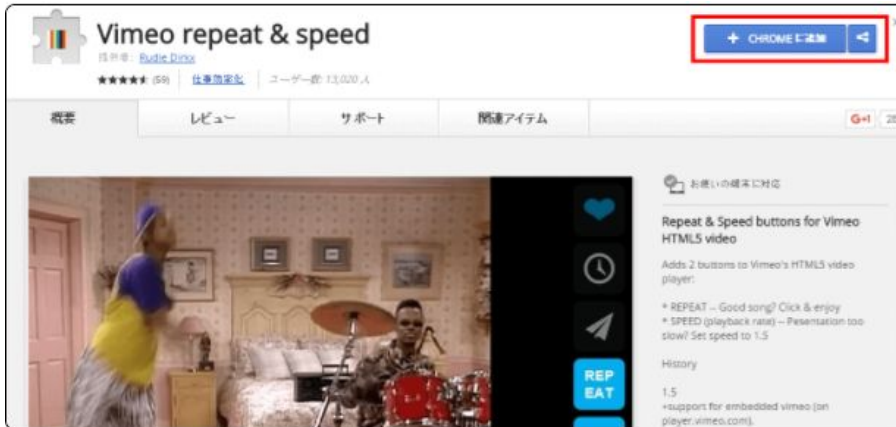 Vimeo repeat & speed
提供者: Rudie Dirkx
(59) 仕事効率化 ユーザー数: 13,020 人
+ CHROME に追加
概要 レビュー サポート 関連アイテム
G+1 28
お使いの端末に対応
Repeat & Speed buttons for Vimeo
HTML5 video
Adds 2 buttons to Vimeo's HTML5 video
player:
* REPEAT -- Good song? Click & enjoy
* SPEED (playback rate) -- Pesentation too
slow? Set speed to 1.5
History
1.5
+support for embedded vimeo (on
player.vimeo.com).
REP
EAT